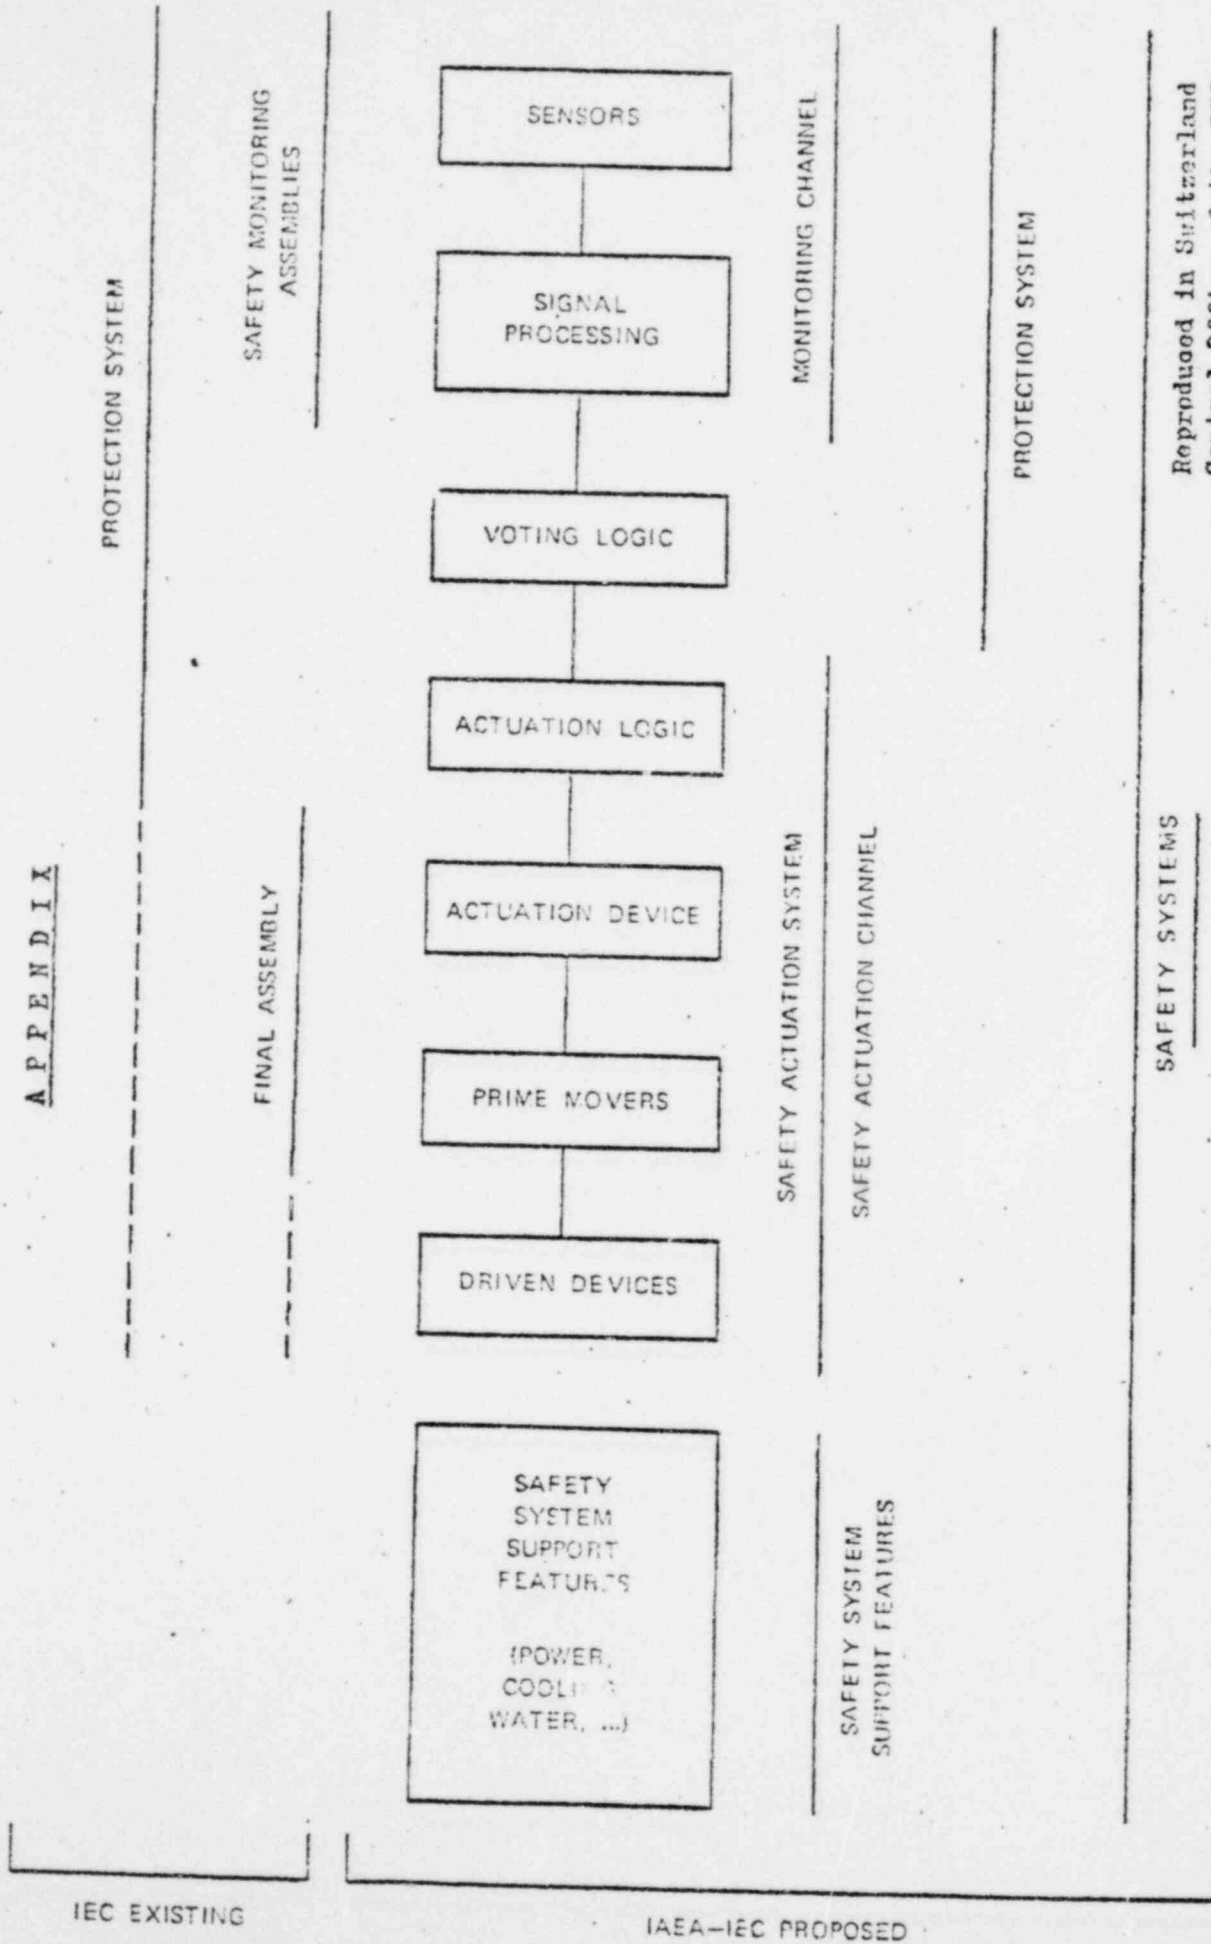 APPENDIX
PROTECTION SYSTEM
SAFETY MONITORING
ASSEMBLIES
FINAL ASSEMBLY
SENSORS
SIGNAL
PROCESSING
VOTING LOGIC
ACTUATION LOGIC
ACTUATION DEVICE
PRIME MOVERS
DRIVEN DEVICES
SAFETY
SYSTEM
SUPPORT
FEATURES
(POWER,
COOLING
WATER, ...)
MONITORING CHANNEL
SAFETY ACTUATION SYSTEM
SAFETY ACTUATION CHANNEL
SAFETY SYSTEM
SUPPORT FEATURES
PROTECTION SYSTEM
SAFETY SYSTEMS
Reproduced in Switzerland
IEC EXISTING
IAEA-IEC PROPOSED